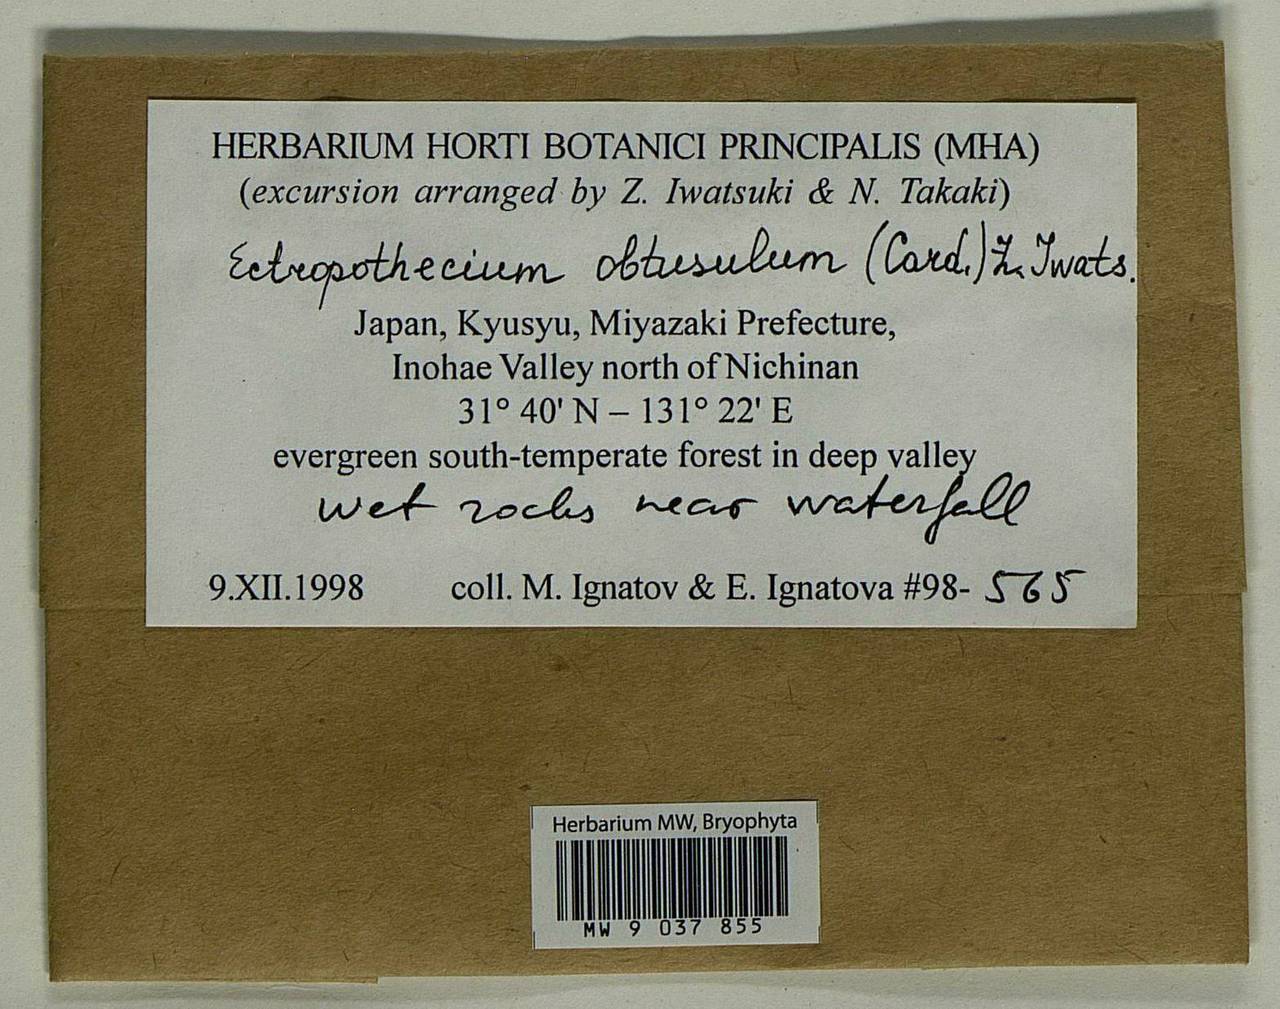 HERBARIUM HORTI BOTANICI PRINCIPALIS (MHA)
(excursion arranged by Z. Iwatsuki & N. Takaki)
Ectropothecium obtusulum (Card.) Z. Iwats.
Japan, Kyusyu, Miyazaki Prefecture,
Inohae Valley north of Nichinan
31° 40' N – 131° 22' E
evergreen south-temperate forest in deep valley
wet rocks near waterfall
9.XII.1998 coll. M. Ignatov & E. Ignatova #98- 565
Herbarium MW, Bryophyta
MW 9 037 855